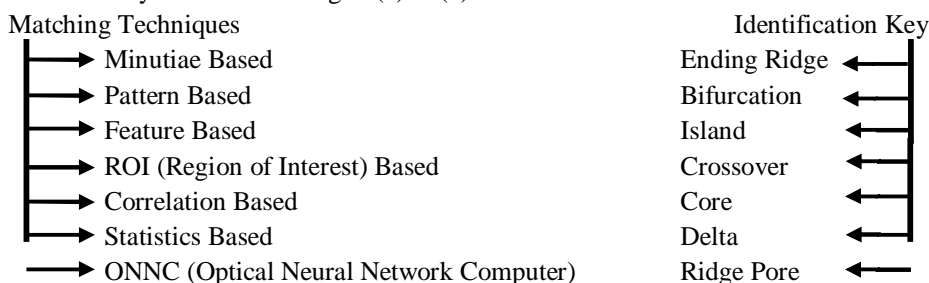 Matching Techniques Identification Key
Minutiae Based Ending Ridge
Pattern Based Bifurcation
Feature Based Island
ROI (Region of Interest) Based Crossover
Correlation Based Core
Statistics Based Delta
ONNC (Optical Neural Network Computer) Ridge Pore